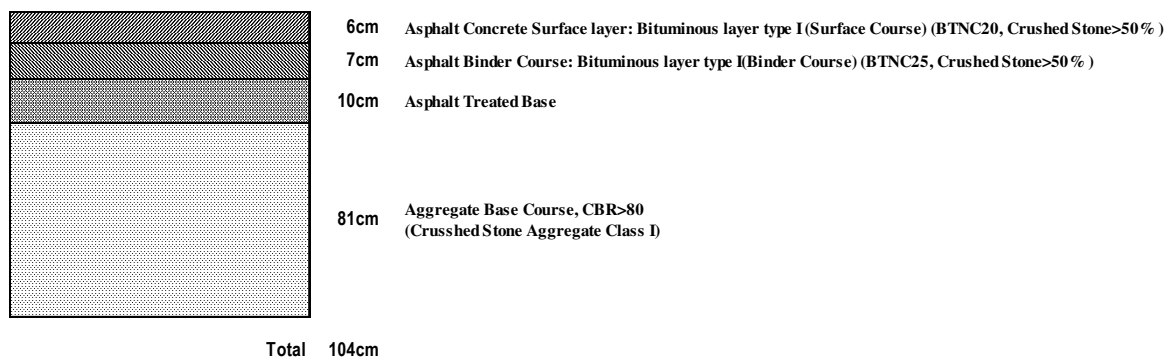 6cm Asphalt Concrete Surface layer: Bituminous layer type I (Surface Course) (BTNC20, Crushed Stone>50% )
7cm Asphalt Binder Course: Bituminous layer type I(Binder Course) (BTNC25, Crushed Stone>50% )
10cm Asphalt Treated Base
81cm Aggregate Base Course, CBR>80
(Crusshed Stone Aggregate Class I)
Total 104cm